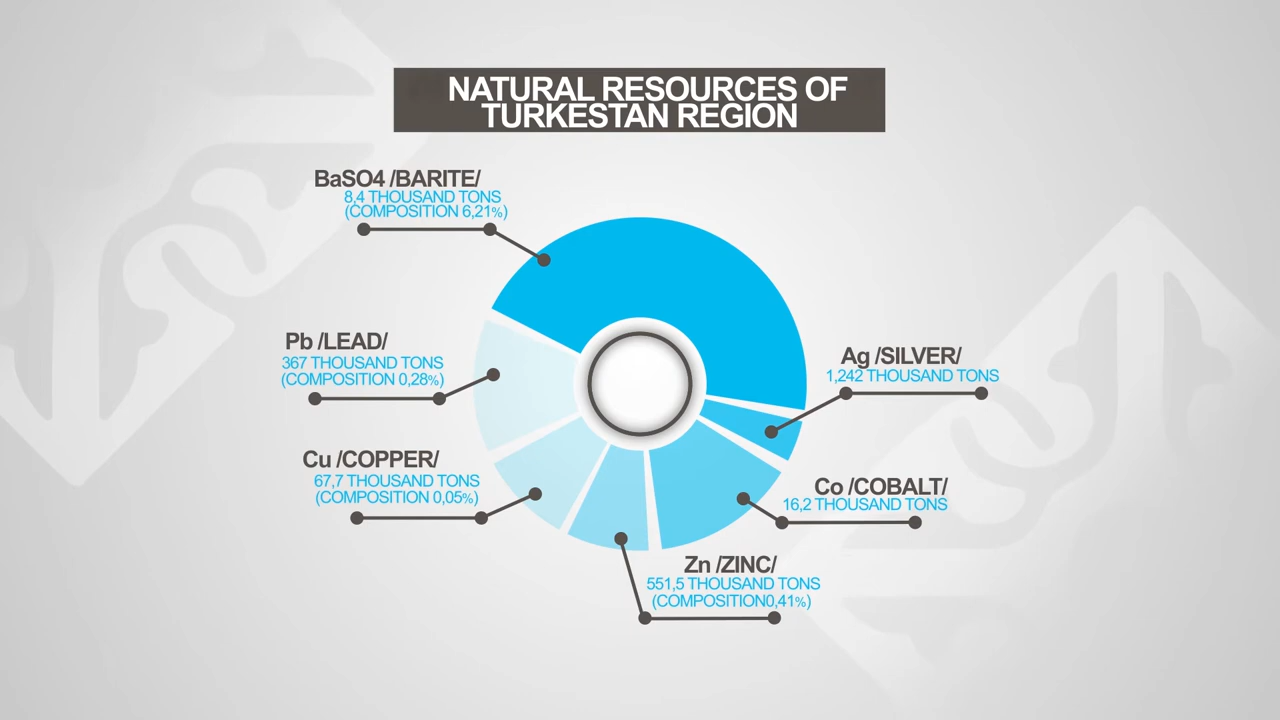 NATURAL RESOURCES OF
TURKESTAN REGION
BaSO4 /BARITE/
8,4 THOUSAND TONS
(COMPOSITION 6,21%)
Pb /LEAD/
367 THOUSAND TONS
(COMPOSITION 0,28%)
Cu /COPPER/
67,7 THOUSAND TONS
(COMPOSITION 0,05%)
Zn /ZINC/
551,5 THOUSAND TONS
(COMPOSITION0,41%)
Co /COBALT/
16,2 THOUSAND TONS
Ag /SILVER/
1,242 THOUSAND TONS